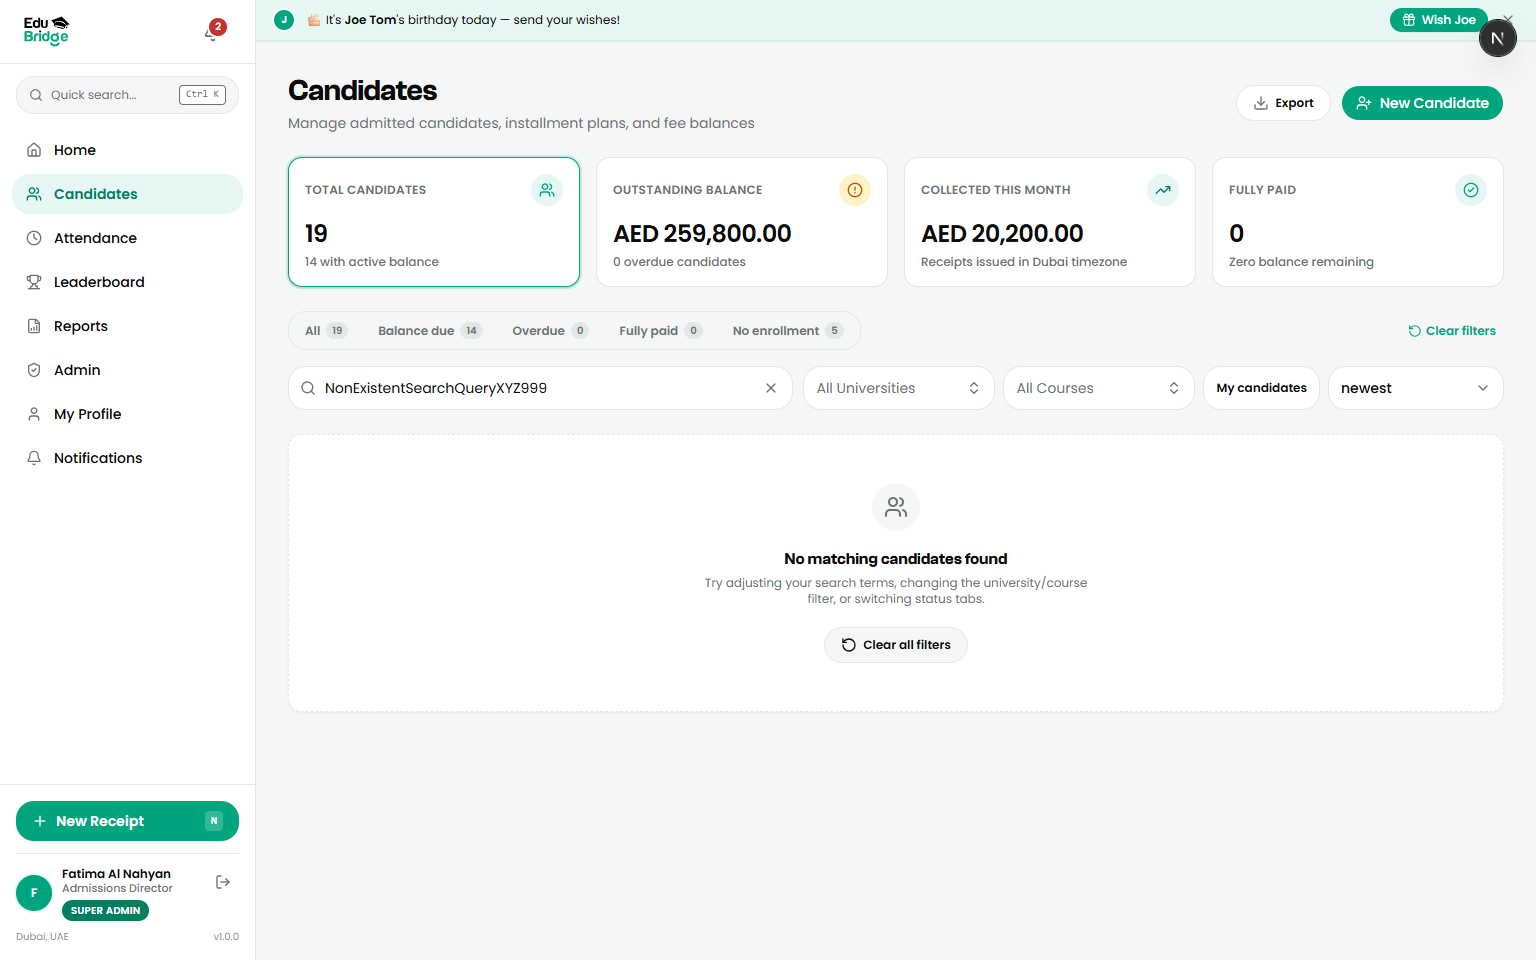 Edu
Bridge
2
J
🎂 It's Joe Tom's birthday today — send your wishes!
Wish Joe
N
Quick search...
Ctrl K
Home
Candidates
Attendance
Leaderboard
Reports
Admin
My Profile
Notifications
Candidates
Manage admitted candidates, installment plans, and fee balances
Export
New Candidate
TOTAL CANDIDATES
19
14 with active balance
OUTSTANDING BALANCE
AED 259,800.00
0 overdue candidates
COLLECTED THIS MONTH
AED 20,200.00
Receipts issued in Dubai timezone
FULLY PAID
0
Zero balance remaining
All 19
Balance due 14
Overdue 0
Fully paid 0
No enrollment 5
Clear filters
NonExistentSearchQueryXYZ999
All Universities
All Courses
My candidates
newest
No matching candidates found
Try adjusting your search terms, changing the university/course
filter, or switching status tabs.
Clear all filters
New Receipt
N
F
Fatima Al Nahyan
Admissions Director
SUPER ADMIN
Dubai, UAE
v1.0.0